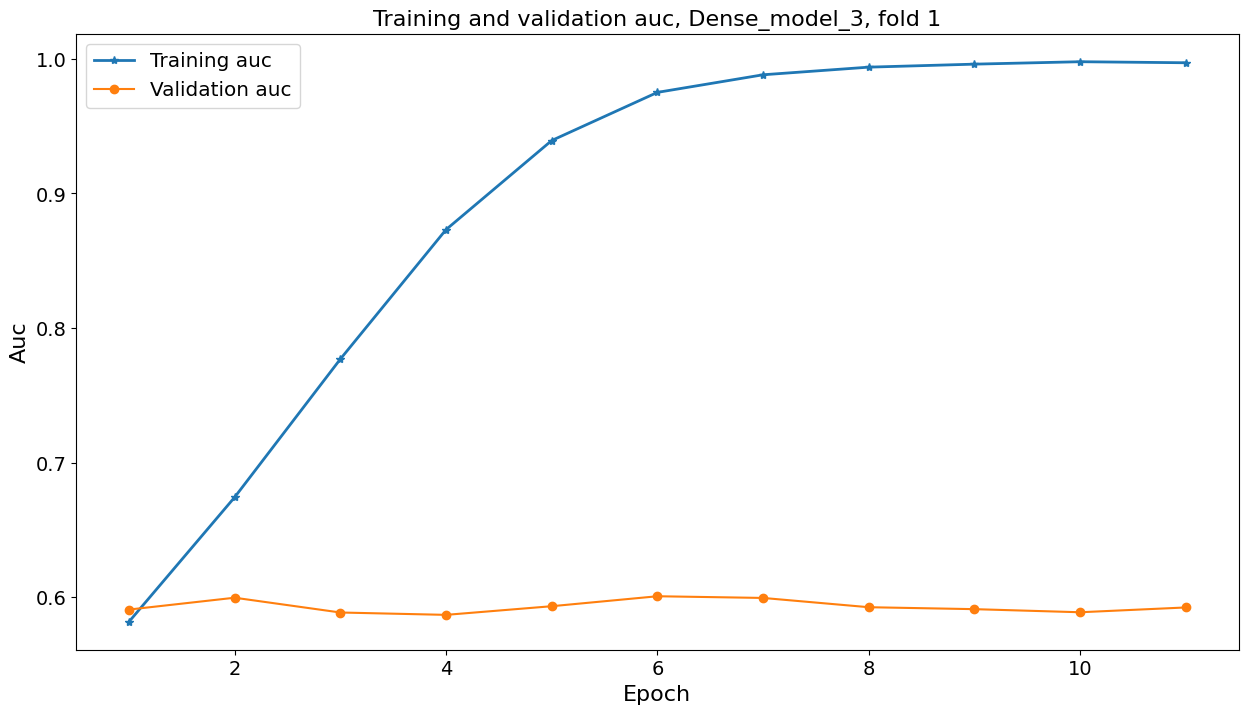 Training and validation auc, Dense_model_3, fold 1
Training auc
Validation auc
1.0
0.9
0.8
0.7
0.6
Auc
2
4
6
8
10
Epoch